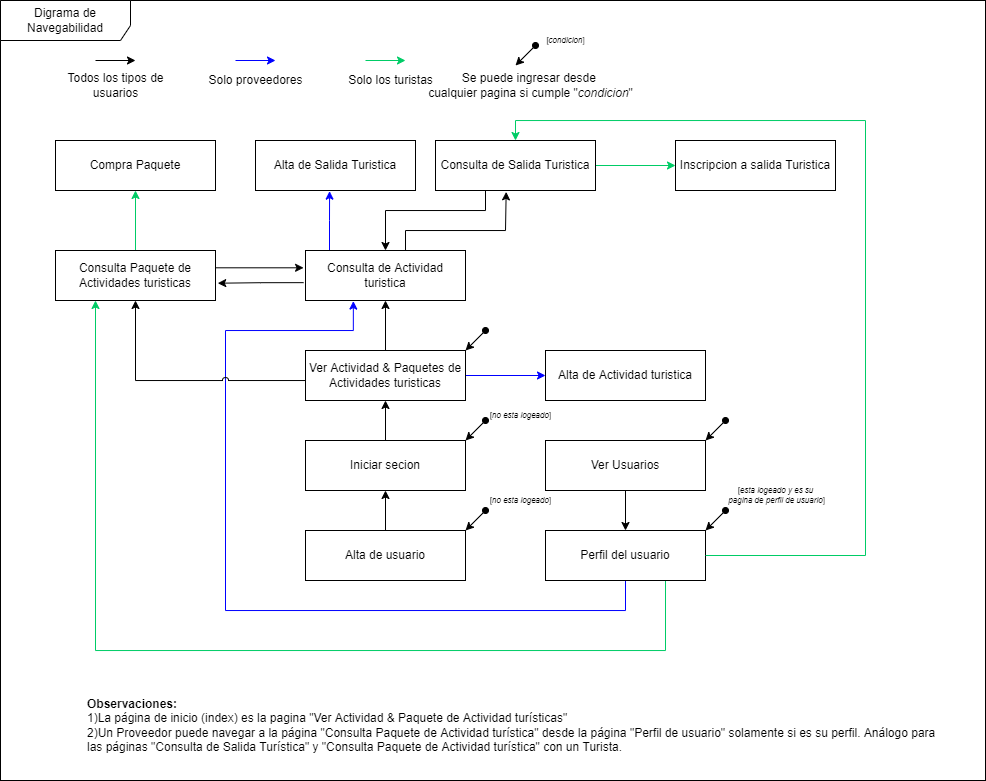 Digrama de
Navegabilidad
[condicion]
Todos los tipos de
usuarios
Solo proveedores
Solo los turistas
Se puede ingresar desde
cualquier pagina si cumple "condicion"
Compra Paquete
Alta de Salida Turistica
Consulta de Salida Turistica
Inscripcion a salida Turistica
Consulta Paquete de
Actividades turisticas
Consulta de Actividad
turistica
Ver Actividad & Paquetes de
Actividades turisticas
Alta de Actividad turistica
[no esta logeado]
Iniciar secion
Ver Usuarios
[no esta logeado]
[esta logeado y es su
pagina de perfil de usuario]
Alta de usuario
Perfil del usuario
Observaciones:
1)La página de inicio (index) es la pagina "Ver Actividad & Paquete de Actividad turísticas"
2)Un Proveedor puede navegar a la página "Consulta Paquete de Actividad turística" desde la página "Perfil de usuario" solamente si es su perfil. Análogo para
las páginas "Consulta de Salida Turística" y "Consulta Paquete de Actividad turística" con un Turista.